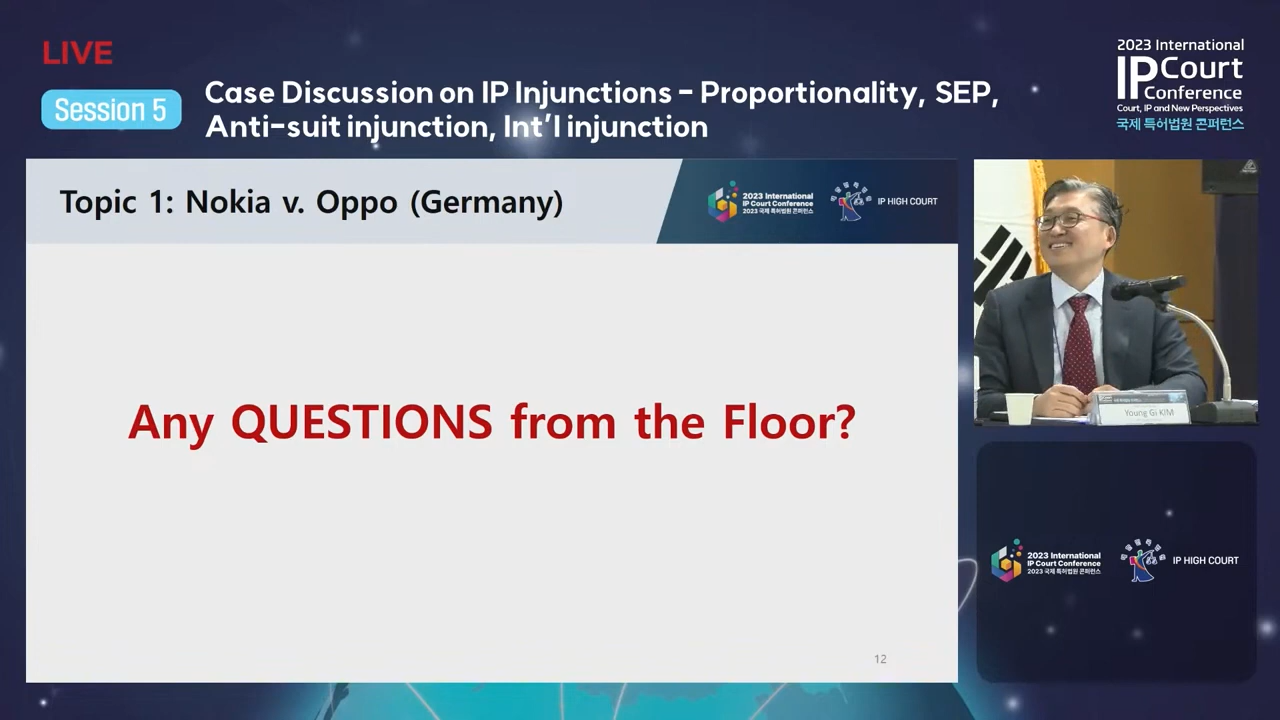 LIVE
Session 5
Case Discussion on IP Injunctions - Proportionality, SEP,
Anti-suit injunction, Int'l injunction
2023 International
IP Court
Conference
Court, IP and New Perspectives
국제 특허법원 콘퍼런스
Topic 1: Nokia v. Oppo (Germany)
2023 International
IP Court Conference
2023 국제 특허법원 콘퍼런스
IP HIGH COURT
Any QUESTIONS from the Floor?
12
Young Gi KIM
2023 International
IP Court Conference
2023 국제 특허법원 콘퍼런스
IP HIGH COURT